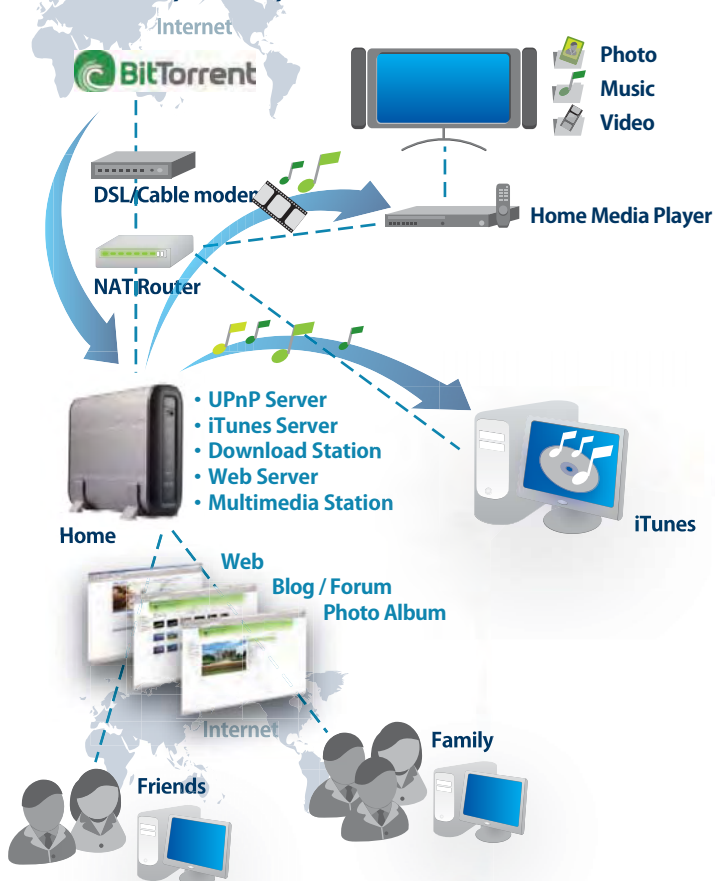 Internet
BitTorrent
Photo
Music
Video
DSL/Cable modem
Home Media Player
NAT Router
• UPnP Server
• iTunes Server
• Download Station
• Web Server
• Multimedia Station
Home
iTunes
Web
Blog / Forum
Photo Album
Internet
Family
Friends